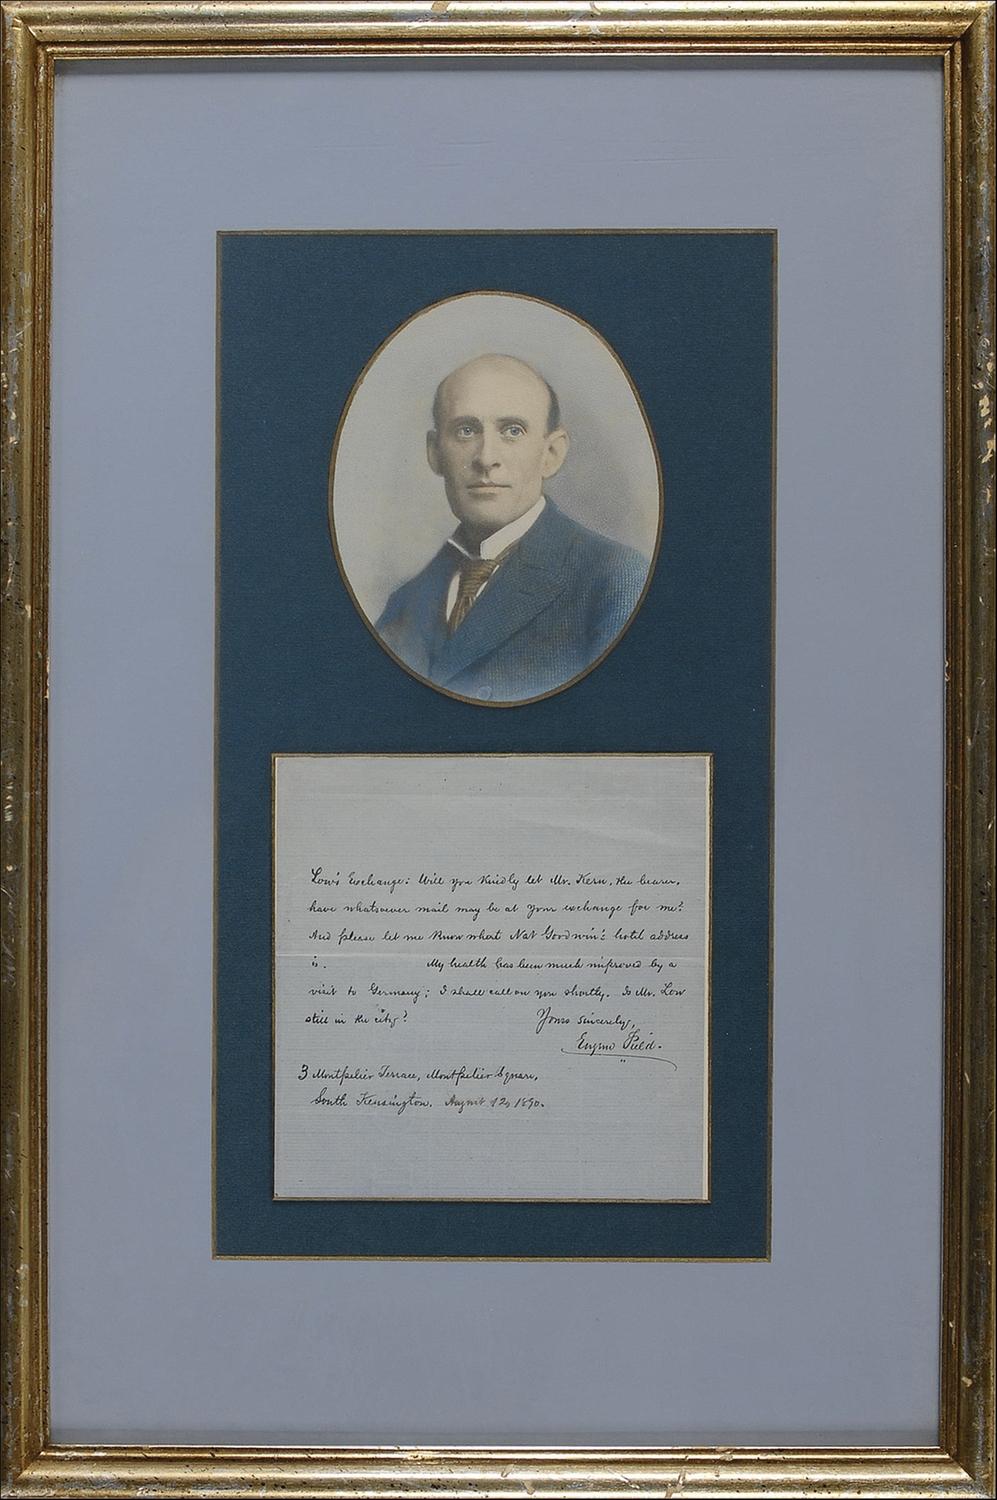 Low's Exchange: Will you kindly let Mr. Kern, the bearer,
have whatsoever mail may be at your exchange for me?
And please let me know what Nat Goodwin's hotel address
is. My health has been much improved by a
visit to Germany; I shall call on you shortly. Is Mr. Low
still in the city?
Yours sincerely,
Eugene Field.
3 Montpelier Terrace, Montpelier Square,
South Kensington. August 12, 1890.